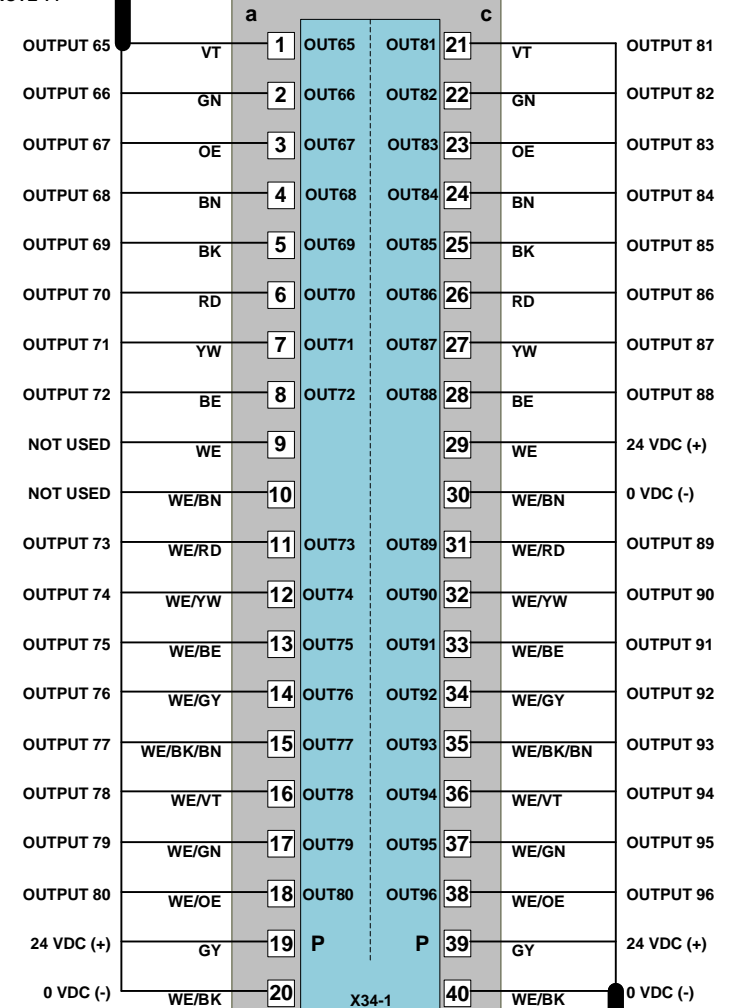 a c
OUTPUT 65 VT 1 OUT65 OUT81 21 VT OUTPUT 81
OUTPUT 66 GN 2 OUT66 OUT82 22 GN OUTPUT 82
OUTPUT 67 OE 3 OUT67 OUT83 23 OE OUTPUT 83
OUTPUT 68 BN 4 OUT68 OUT84 24 BN OUTPUT 84
OUTPUT 69 BK 5 OUT69 OUT85 25 BK OUTPUT 85
OUTPUT 70 RD 6 OUT70 OUT86 26 RD OUTPUT 86
OUTPUT 71 YW 7 OUT71 OUT87 27 YW OUTPUT 87
OUTPUT 72 BE 8 OUT72 OUT88 28 BE OUTPUT 88
NOT USED WE 9 29 WE 24 VDC (+)
NOT USED WE/BN 10 30 WE/BN 0 VDC (-)
OUTPUT 73 WE/RD 11 OUT73 OUT89 31 WE/RD OUTPUT 89
OUTPUT 74 WE/YW 12 OUT74 OUT90 32 WE/YW OUTPUT 90
OUTPUT 75 WE/BE 13 OUT75 OUT91 33 WE/BE OUTPUT 91
OUTPUT 76 WE/GY 14 OUT76 OUT92 34 WE/GY OUTPUT 92
OUTPUT 77 WE/BK/BN 15 OUT77 OUT93 35 WE/BK/BN OUTPUT 93
OUTPUT 78 WE/VT 16 OUT78 OUT94 36 WE/VT OUTPUT 94
OUTPUT 79 WE/GN 17 OUT79 OUT95 37 WE/GN OUTPUT 95
OUTPUT 80 WE/OE 18 OUT80 OUT96 38 WE/OE OUTPUT 96
24 VDC (+) GY 19 P P 39 GY 24 VDC (+)
0 VDC (-) WE/BK 20 X34-1 40 WE/BK 0 VDC (-)